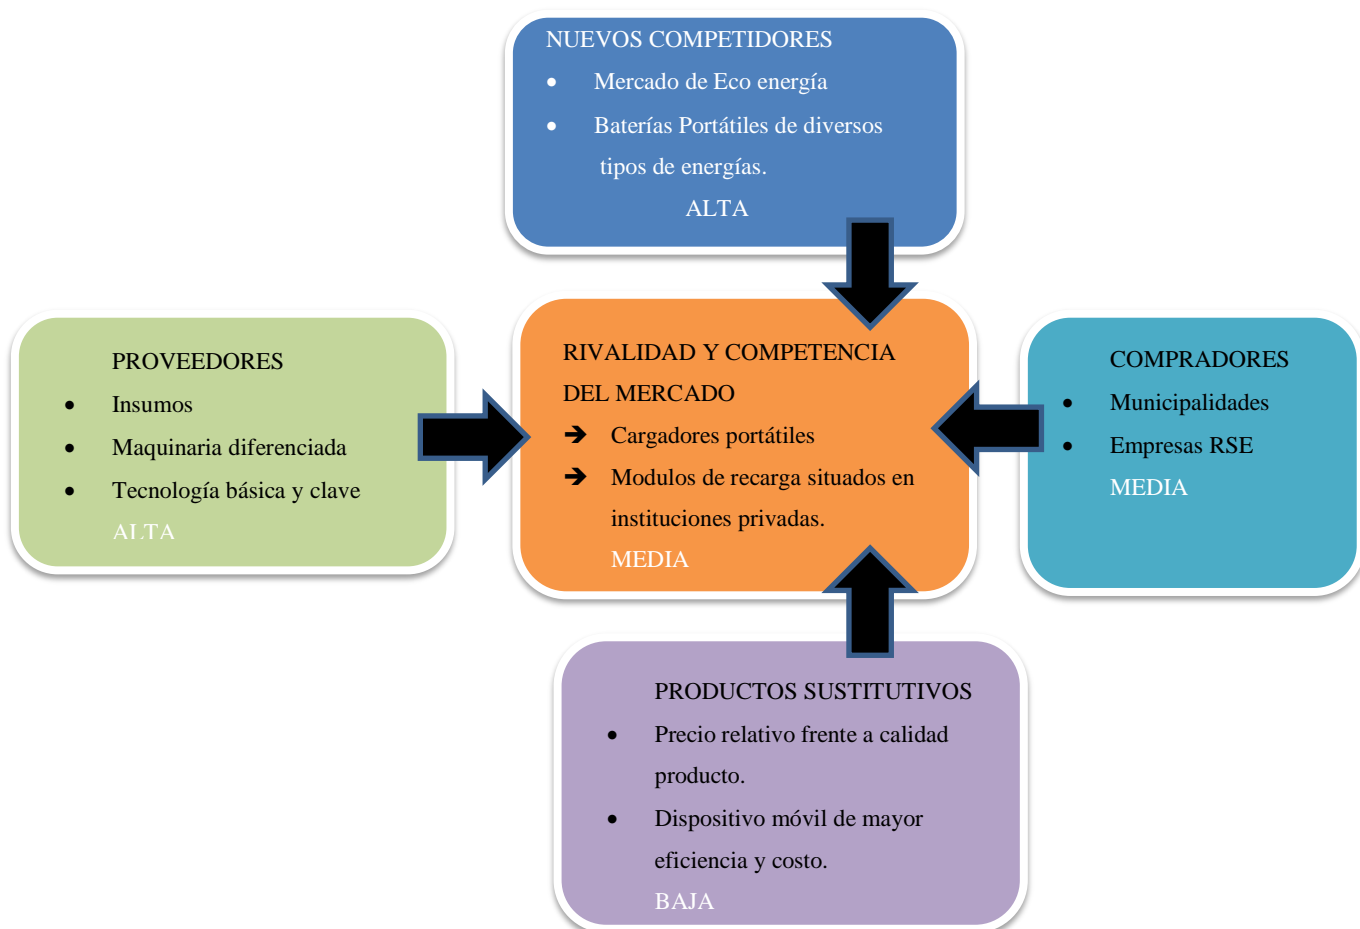 NUEVOS COMPETIDORES
• Mercado de Eco energía
• Baterías Portátiles de diversos
tipos de energías.
ALTA
PROVEEDORES
• Insumos
• Maquinaria diferenciada
• Tecnología básica y clave
ALTA
RIVALIDAD Y COMPETENCIA
DEL MERCADO
➔ Cargadores portátiles
➔ Modulos de recarga situados en
instituciones privadas.
MEDIA
COMPRADORES
• Municipalidades
• Empresas RSE
MEDIA
PRODUCTOS SUSTITUTIVOS
• Precio relativo frente a calidad
producto.
• Dispositivo móvil de mayor
eficiencia y costo.
BAJA